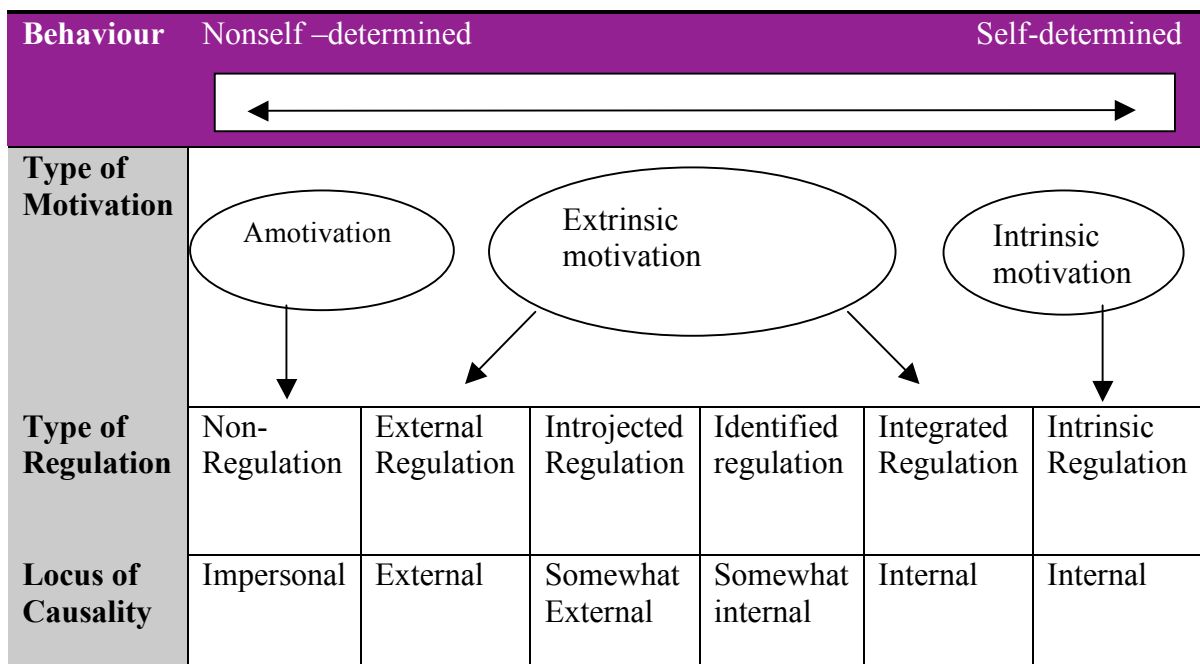 Behaviour Nonself –determined Self-determined
Type of
Motivation
Amotivation
Extrinsic
motivation
Intrinsic
motivation
Type of
Regulation
Non-
Regulation
External
Regulation
Introjected
Regulation
Identified
regulation
Integrated
Regulation
Intrinsic
Regulation
Locus of
Causality
Impersonal
External
Somewhat
External
Somewhat
internal
Internal
Internal